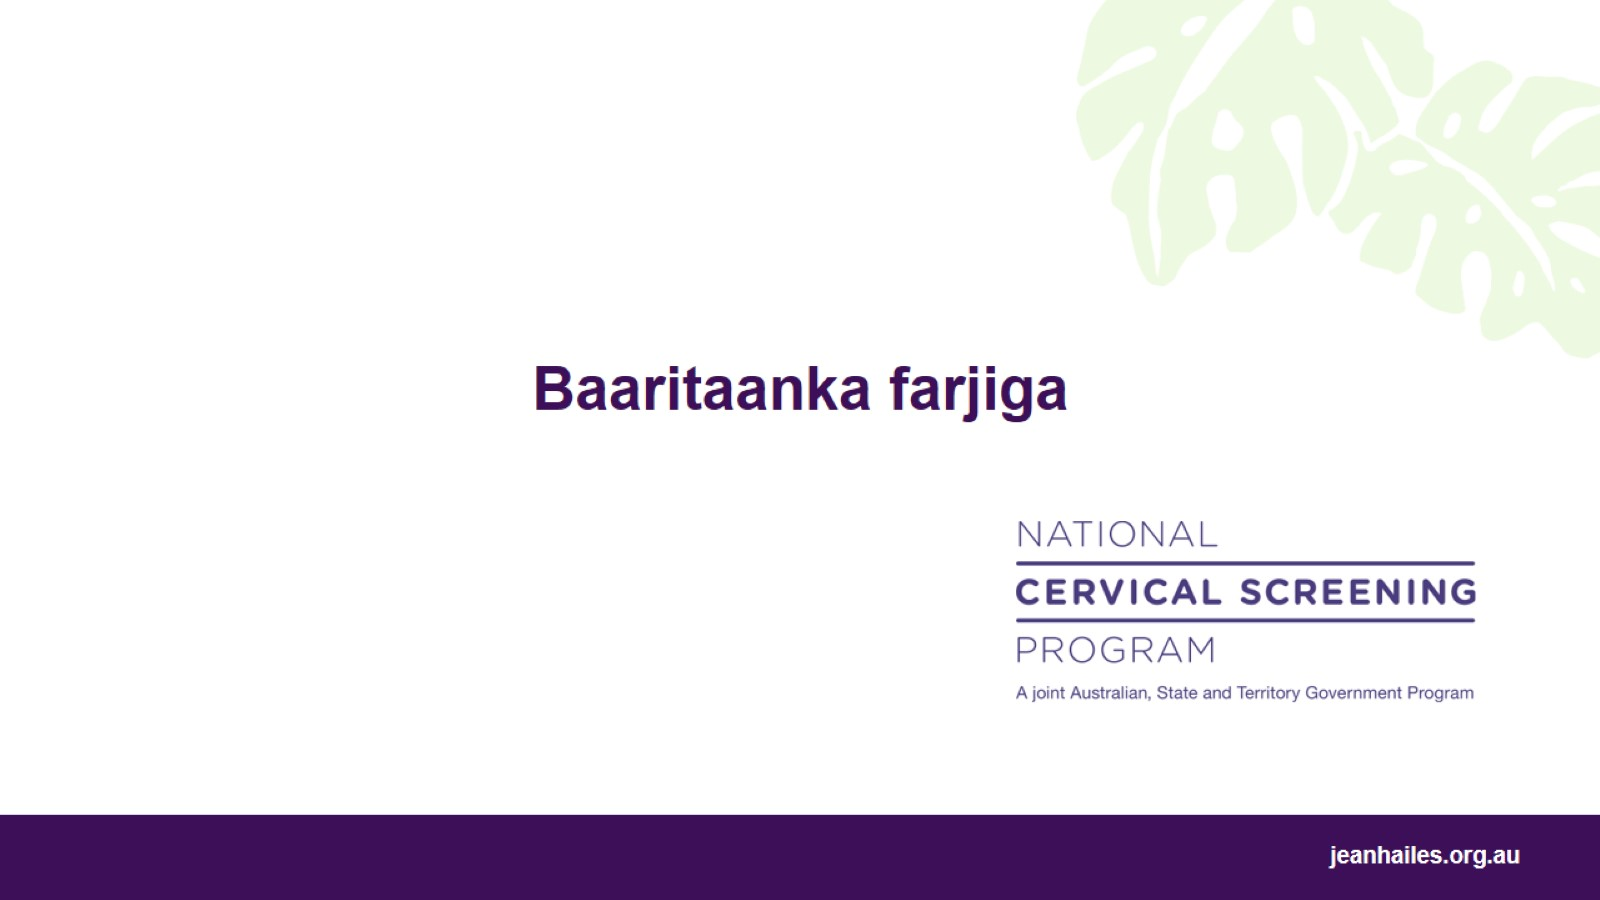 Baaritaanka farjiga
NATIONAL
CERVICAL SCREENING
PROGRAM
A joint Australian, State and Territory Government Program
jeanhailes.org.au